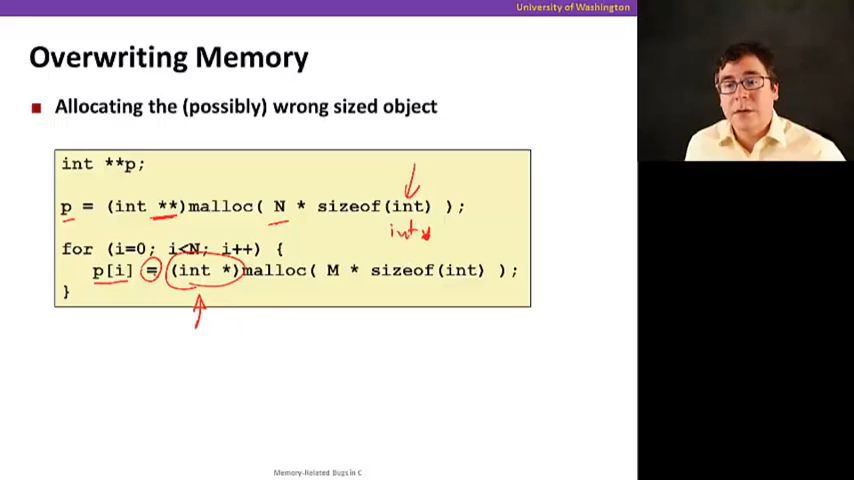 University of Washington
Overwriting Memory
Allocating the (possibly) wrong sized object
int **p;
p = (int **)malloc( N * sizeof(int) );
int*
for (i=0; i<N; i++) {
p[i] = (int *)malloc( M * sizeof(int) );
}
Memory-Related Bugs in C